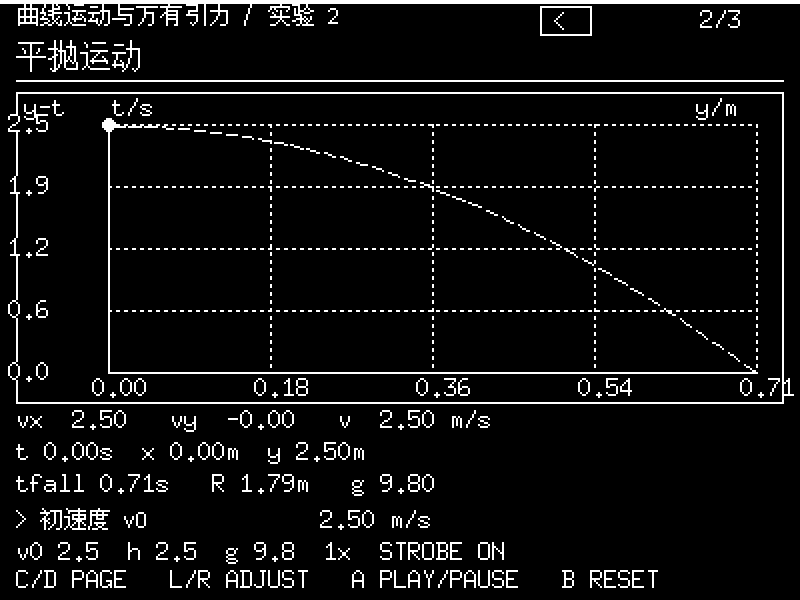 曲线运动与万有引力 / 实验 2 < 2/3
平抛运动
y-t t/s y/m
2.5
1.9
1.2
0.6
0.0
0.00 0.18 0.36 0.54 0.71
vx 2.50 vy -0.00 v 2.50 m/s
t 0.00s x 0.00m y 2.50m
tfall 0.71s R 1.79m g 9.80
> 初速度 v0 2.50 m/s
v0 2.5 h 2.5 g 9.8 1x STROBE ON
C/D PAGE L/R ADJUST A PLAY/PAUSE B RESET